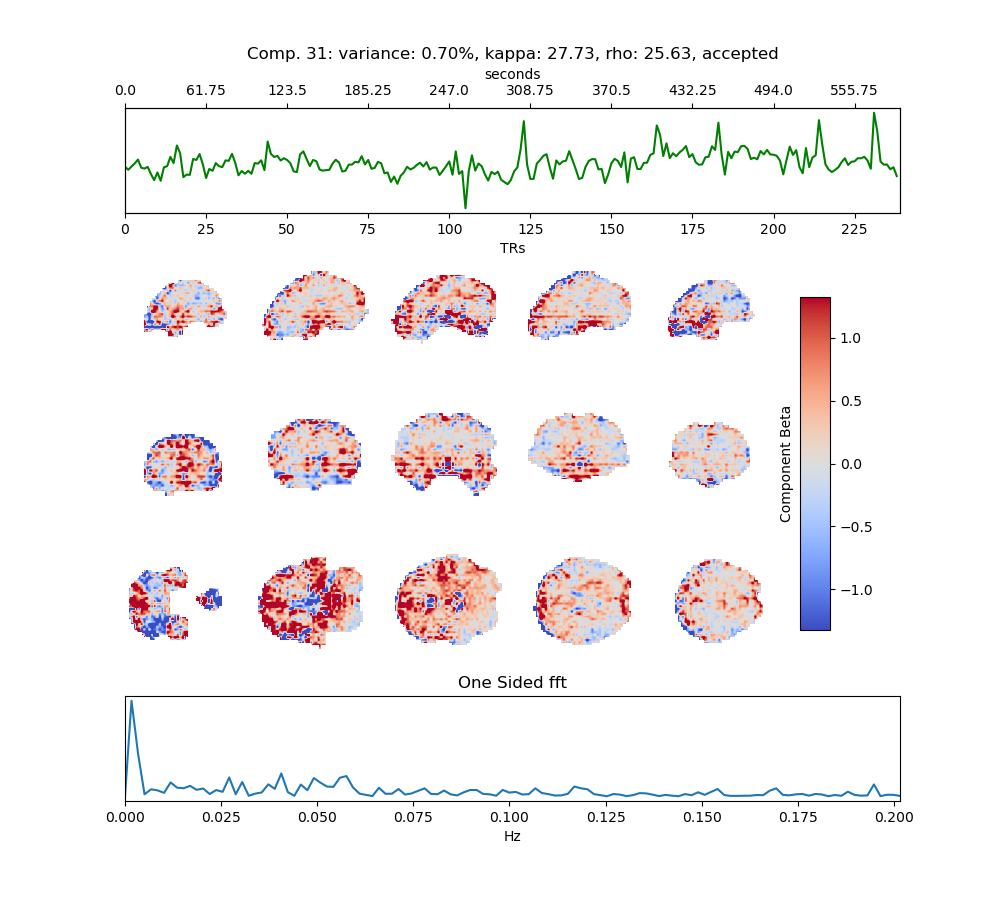 Comp. 31: variance: 0.70%, kappa: 27.73, rho: 25.63, accepted
seconds
0.0 61.75 123.5 185.25 247.0 308.75 370.5 432.25 494.0 555.75
0 25 50 75 100 125 150 175 200 225
TRs
1.0
0.5
0.0
−0.5
−1.0
Component Beta
One Sided fft
0.000 0.025 0.050 0.075 0.100 0.125 0.150 0.175 0.200
Hz